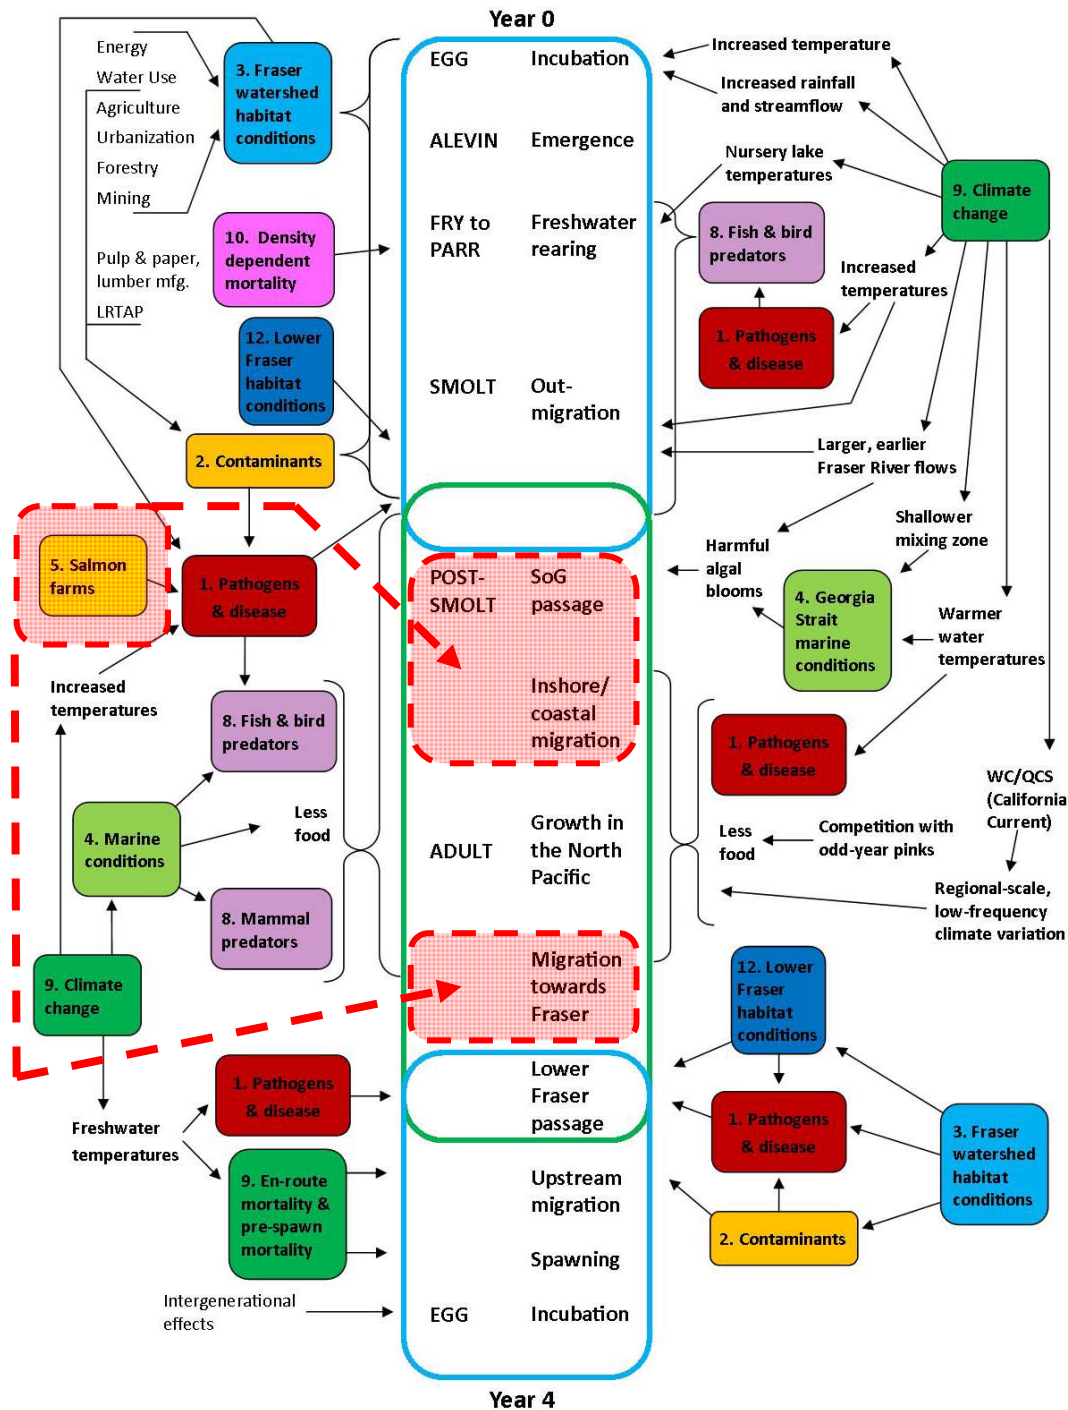 Year 0
Energy
Water Use
Agriculture
Urbanization
Forestry
Mining
Pulp & paper,
lumber mfg.
LRTAP
3. Fraser
watershed
habitat
conditions
10. Density
dependent
mortality
12. Lower
Fraser
habitat
conditions
2. Contaminants
5. Salmon
farms
1. Pathogens
& disease
Increased
temperatures
8. Fish & bird
predators
4. Marine
conditions
Less
food
8. Mammal
predators
9. Climate
change
Freshwater
temperatures
1. Pathogens
& disease
9. En-route
mortality &
pre-spawn
mortality
Intergenerational
effects
EGG Incubation
ALEVIN Emergence
FRY to Freshwater
PARR rearing
SMOLT Out-
migration
POST- SoG
SMOLT passage
Inshore/
coastal
migration
Growth in
ADULT the North
Pacific
Migration
towards
Fraser
Lower
Fraser
passage
Upstream
migration
Spawning
EGG Incubation
Increased temperature
Increased rainfall
and streamflow
Nursery lake
temperatures
9. Climate
change
8. Fish & bird
predators
Increased
temperatures
1. Pathogens
& disease
Larger, earlier
Fraser River flows
Shallower
mixing zone
Harmful
algal
blooms
4. Georgia
Strait
marine
conditions
Warmer
water
temperatures
1. Pathogens
& disease
WC/QCS
(California
Current)
Less
food
Competition with
odd-year pinks
Regional-scale,
low-frequency
climate variation
12. Lower
Fraser
habitat
conditions
1. Pathogens
& disease
3. Fraser
watershed
habitat
conditions
2. Contaminants
Year 4